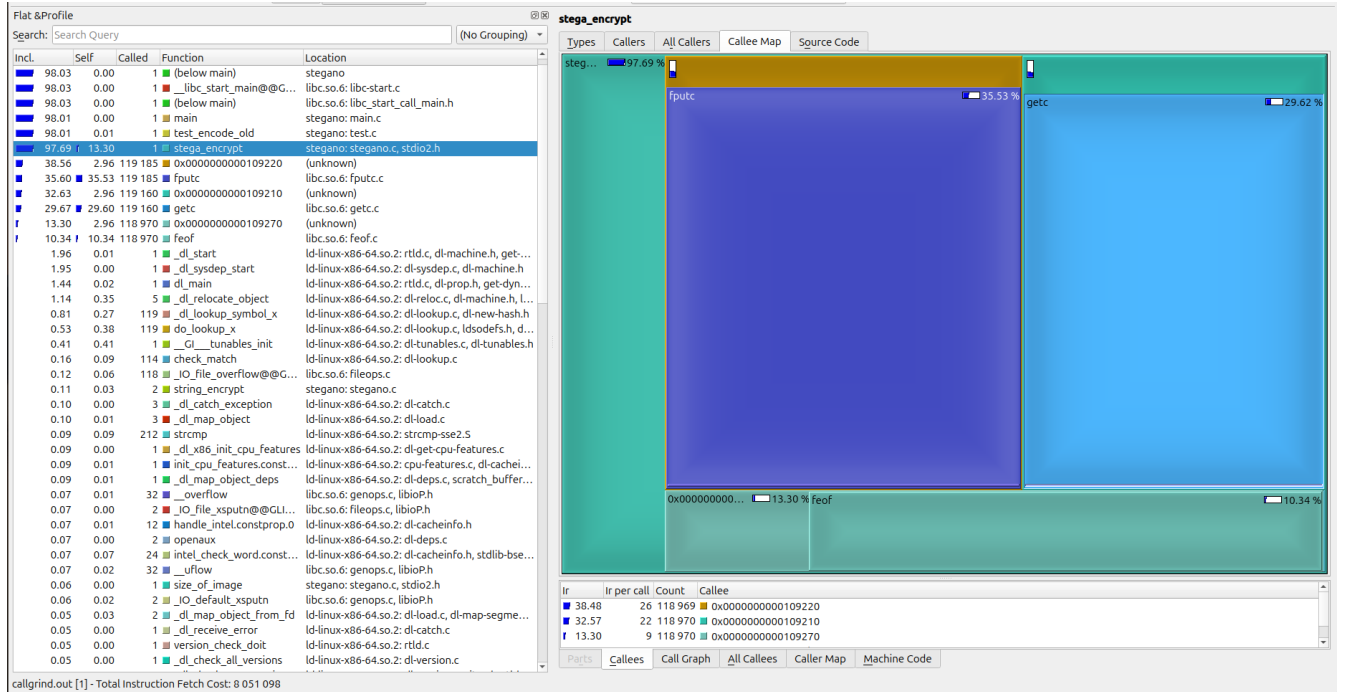 Flat &Profile
Search: Search Query (No Grouping)
Incl. Self Called Function Location
98.03 0.00 1 (below main) stegano
98.03 0.00 1 __libc_start_main@@G... libc.so.6: libc-start.c
98.03 0.00 1 (below main) libc.so.6: libc_start_call_main.h
98.01 0.00 1 main stegano: main.c
98.01 0.01 1 test_encode_old stegano: test.c
97.69 13.30 1 stega_encrypt stegano: stegano.c, stdio2.h
38.56 2.96 119 185 0x0000000000109220 (unknown)
35.60 35.53 119 185 fputc libc.so.6: fputc.c
32.63 2.96 119 160 0x0000000000109210 (unknown)
29.67 29.60 119 160 getc libc.so.6: getc.c
13.30 2.96 118 970 0x0000000000109270 (unknown)
10.34 10.34 118 970 feof libc.so.6: feof.c
1.96 0.01 1 _dl_start ld-linux-x86-64.so.2: rtld.c, dl-machine.h, get-...
1.95 0.00 1 _dl_sysdep_start ld-linux-x86-64.so.2: dl-sysdep.c, dl-machine.h
1.44 0.02 1 dl_main ld-linux-x86-64.so.2: rtld.c, dl-prop.h, get-dyn...
1.14 0.35 5 _dl_relocate_object ld-linux-x86-64.so.2: dl-reloc.c, dl-machine.h, l...
0.81 0.27 119 _dl_lookup_symbol_x ld-linux-x86-64.so.2: dl-lookup.c, dl-new-hash.h
0.53 0.38 119 do_lookup_x ld-linux-x86-64.so.2: dl-lookup.c, ldsodefs.h, d...
0.41 0.41 1 __GI___tunables_init ld-linux-x86-64.so.2: dl-tunables.c, dl-tunables.h
0.16 0.09 114 check_match ld-linux-x86-64.so.2: dl-lookup.c
0.12 0.06 118 _IO_file_overflow@@G... libc.so.6: fileops.c
0.11 0.03 2 string_encrypt stegano: stegano.c
0.10 0.00 3 _dl_catch_exception ld-linux-x86-64.so.2: dl-catch.c
0.10 0.01 3 _dl_map_object ld-linux-x86-64.so.2: dl-load.c
0.09 0.09 212 strcmp ld-linux-x86-64.so.2: strcmp-sse2.S
0.09 0.00 1 _dl_x86_init_cpu_features ld-linux-x86-64.so.2: dl-get-cpu-features.c
0.09 0.01 1 init_cpu_features.const... ld-linux-x86-64.so.2: cpu-features.c, dl-cachei...
0.09 0.01 1 _dl_map_object_deps ld-linux-x86-64.so.2: dl-deps.c, scratch_buffer...
0.07 0.01 32 __overflow libc.so.6: genops.c, libioP.h
0.07 0.00 2 _IO_file_xsputn@@GLI... libc.so.6: fileops.c, libioP.h
0.07 0.01 12 handle_intel.constprop.0 ld-linux-x86-64.so.2: dl-cacheinfo.h
0.07 0.00 2 openaux ld-linux-x86-64.so.2: dl-deps.c
0.07 0.07 24 intel_check_word.const... ld-linux-x86-64.so.2: dl-cacheinfo.h, stdlib-bse...
0.07 0.02 32 __uflow libc.so.6: genops.c, libioP.h
0.06 0.00 1 size_of_image stegano: stegano.c, stdio2.h
0.06 0.02 2 _IO_default_xsputn libc.so.6: genops.c, libioP.h
0.05 0.03 2 _dl_map_object_from_fd ld-linux-x86-64.so.2: dl-load.c, dl-map-segme...
0.05 0.00 1 _dl_receive_error ld-linux-x86-64.so.2: dl-catch.c
0.05 0.00 1 version_check_doit ld-linux-x86-64.so.2: rtld.c
0.05 0.00 1 _dl_check_all_versions ld-linux-x86-64.so.2: dl-version.c
callgrind.out [1] - Total Instruction Fetch Cost: 8 051 098
stega_encrypt
Types Callers All Callers Callee Map Source Code
steg... 97.69 %
fputc 35.53 %
getc 29.62 %
0x000000000... 13.30 %
feof 10.34 %
Ir Ir per call Count Callee
38.48 26 118 969 0x0000000000109220
32.57 22 118 970 0x0000000000109210
13.30 9 118 970 0x0000000000109270
Parts Callees Call Graph All Callees Caller Map Machine Code